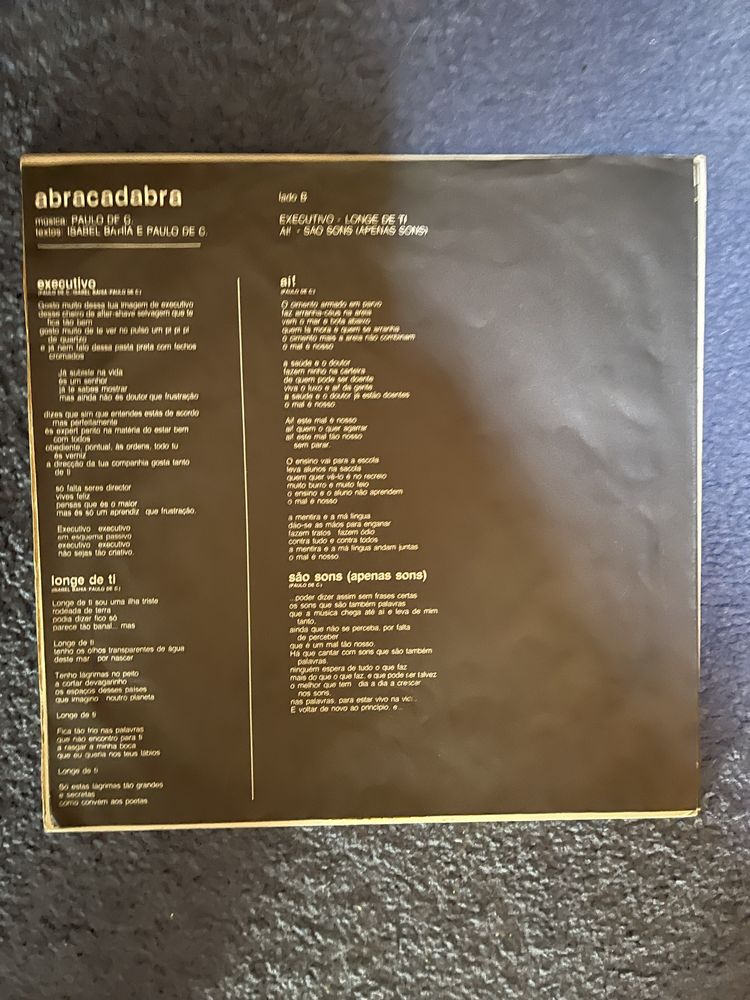 abracadabra
música: PAULO DE G.
textos: ISABEL BAHIA E PAULO DE G.
lado B
EXECUTIVO - LONGE DE TI
AI! - SÃO SONS (APENAS SONS)
executivo
(PAULO DE G. ISABEL BAHIA PAULO DE G.)
Gosto muito dessa tua imagem de executivo
desse cheiro de after-shave selvagem que te
fica tão bem
gosto muito de te ver no pulso um pi pi pi
de quartzo
e já nem falo dessa pasta preta com fechos
cromados
Já subiste na vida
és um senhor
já te sabes mostrar
mas ainda não és doutor que frustração
dizes que sim que entendes estás de acordo
mas perfeitamente
és expert perito na matéria do estar bem
com todos
obediente, pontual, às ordens, todo tu
és verniz
a direcção da tua companhia gosta tanto
de ti
só falta seres director
vives feliz
pensas que és o maior
mas és só um aprendiz que frustração.
Executivo executivo
em esquema passivo
executivo executivo
não sejas tão criativo.
longe de ti
(ISABEL BAHIA PAULO DE G.)
Longe de ti sou uma ilha triste
rodeada de terra
podia dizer fico só
parece tão banal... mas
Longe de ti
tenho os olhos transparentes de água
deste mar por nascer
Tenho lágrimas no peito
a cortar devagarinho
os espaços desses países
que imagino noutro planeta
Longe de ti
Fica tão frio nas palavras
que não encontro para ti
a rasgar a minha boca
que eu queria nos teus lábios
Longe de ti
Só estas lágrimas tão grandes
e secretas
como convém aos poetas
ai!
(PAULO DE G.)
O cimento armado em parvo
faz arranha-céus na areia
vem o mar e bota abaixo
quem lá mora e quem se arranha
o cimento mais a areia não combinam
o mal é nosso
a saúde e o doutor
fazem ninho na carteira
de quem pode ser doente
viva o luxo e ai! da gente
a saúde e o doutor já estão doentes
o mal é nosso
Ai! este mal é nosso
ai! quem o quer agarrar
ai! este mal tão nosso
sem parar.
O ensino vai para a escola
leva alunos na sacola
quem quer vê-lo é no recreio
muito burro e muito feio
o ensino e o aluno não aprendem
o mal é nosso
a mentira e a má língua
dão-se as mãos para enganar
fazem tratos fazem ódio
contra tudo e contra todos
a mentira e a má língua andam juntas
o mal é nosso
são sons (apenas sons)
(PAULO DE G.)
...poder dizer assim sem frases certas
os sons que são também palavras
que a música chega até aí e leva de mim
tanto,
ainda que não se perceba, por falta
de perceber
que é um mal tão nosso.
Há que cantar com sons que são também
palavras,
ninguém espera de tudo o que faz
mais do que o que faz, e que pode ser talvez
o melhor que tem dia a dia a crescer
nos sons,
nas palavras, para estar vivo na vida...
E voltar de novo ao princípio, e...